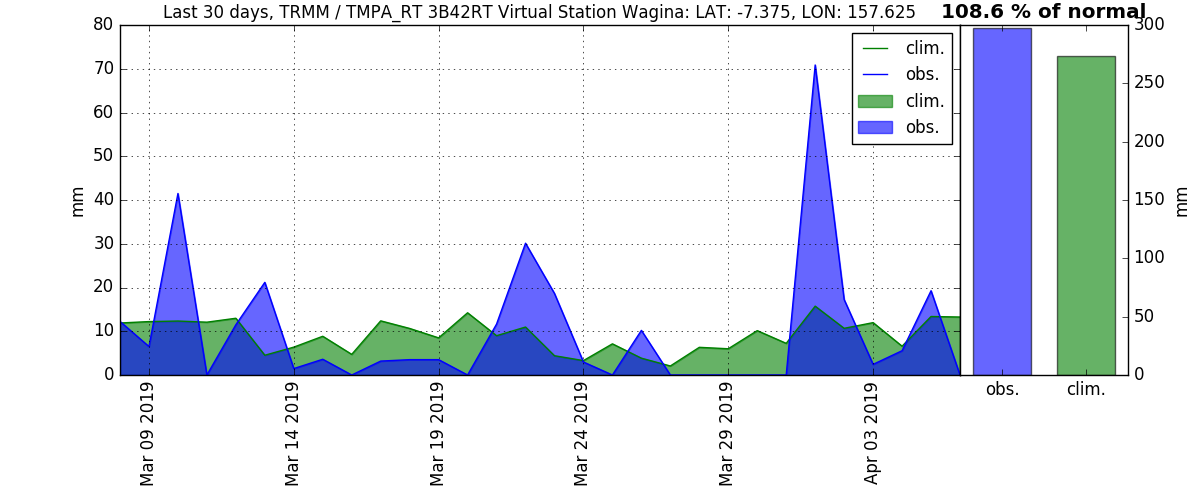 Last 30 days, TRMM / TMPA_RT 3B42RT Virtual Station Wagina: LAT: -7.375, LON: 157.625
108.6 % of normal
80
70
60
50
40
30
20
10
0
mm
clim.
obs.
clim.
obs.
300
250
200
150
100
50
0
mm
obs.
clim.
Mar 09 2019
Mar 14 2019
Mar 19 2019
Mar 24 2019
Mar 29 2019
Apr 03 2019